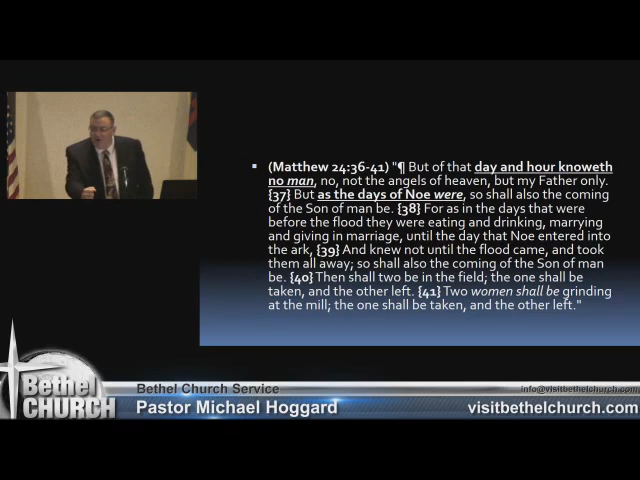 ▪ (Matthew 24:36-41) "¶ But of that day and hour knoweth
no man, no, not the angels of heaven, but my Father only.
{37} But as the days of Noe were, so shall also the coming
of the Son of man be. {38} For as in the days that were
before the flood they were eating and drinking, marrying
and giving in marriage, until the day that Noe entered into
the ark, {39} And knew not until the flood came, and took
them all away; so shall also the coming of the Son of man
be. {40} Then shall two be in the field; the one shall be
taken, and the other left. {41} Two women shall be grinding
at the mill; the one shall be taken, and the other left."
Bethel
CHURCH
Bethel Church Service
info@visitbethelchurch.com
Pastor Michael Hoggard
visitbethelchurch.com